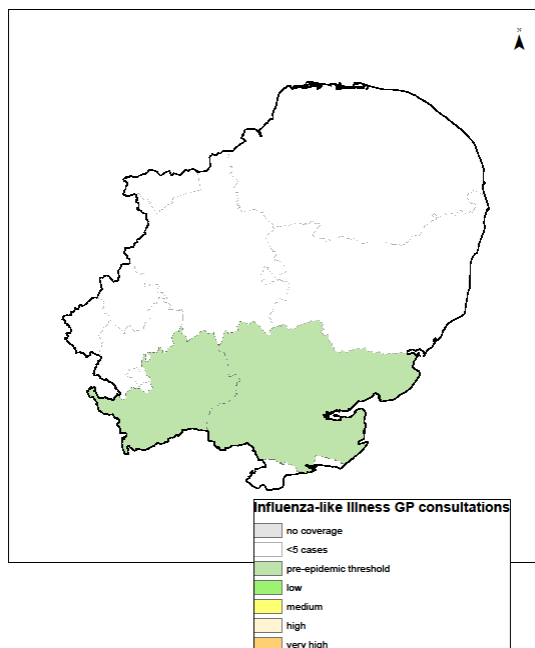 N
Influenza-like Illness GP consultations
no coverage
<5 cases
pre-epidemic threshold
low
medium
high
very high